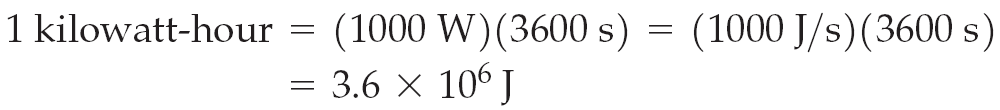 1 kilowatt-hour = (1000 W)(3600 s) = (1000 J/s)(3600 s)
= 3.6 × 10⁶ J